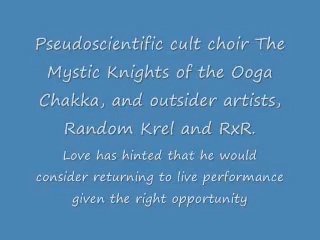 Pseudoscientific cult choir The
Mystic Knights of the Ooga
Chakka, and outsider artists,
Random Krel and RxR.
Love has hinted that he would
consider returning to live performance
given the right opportunity